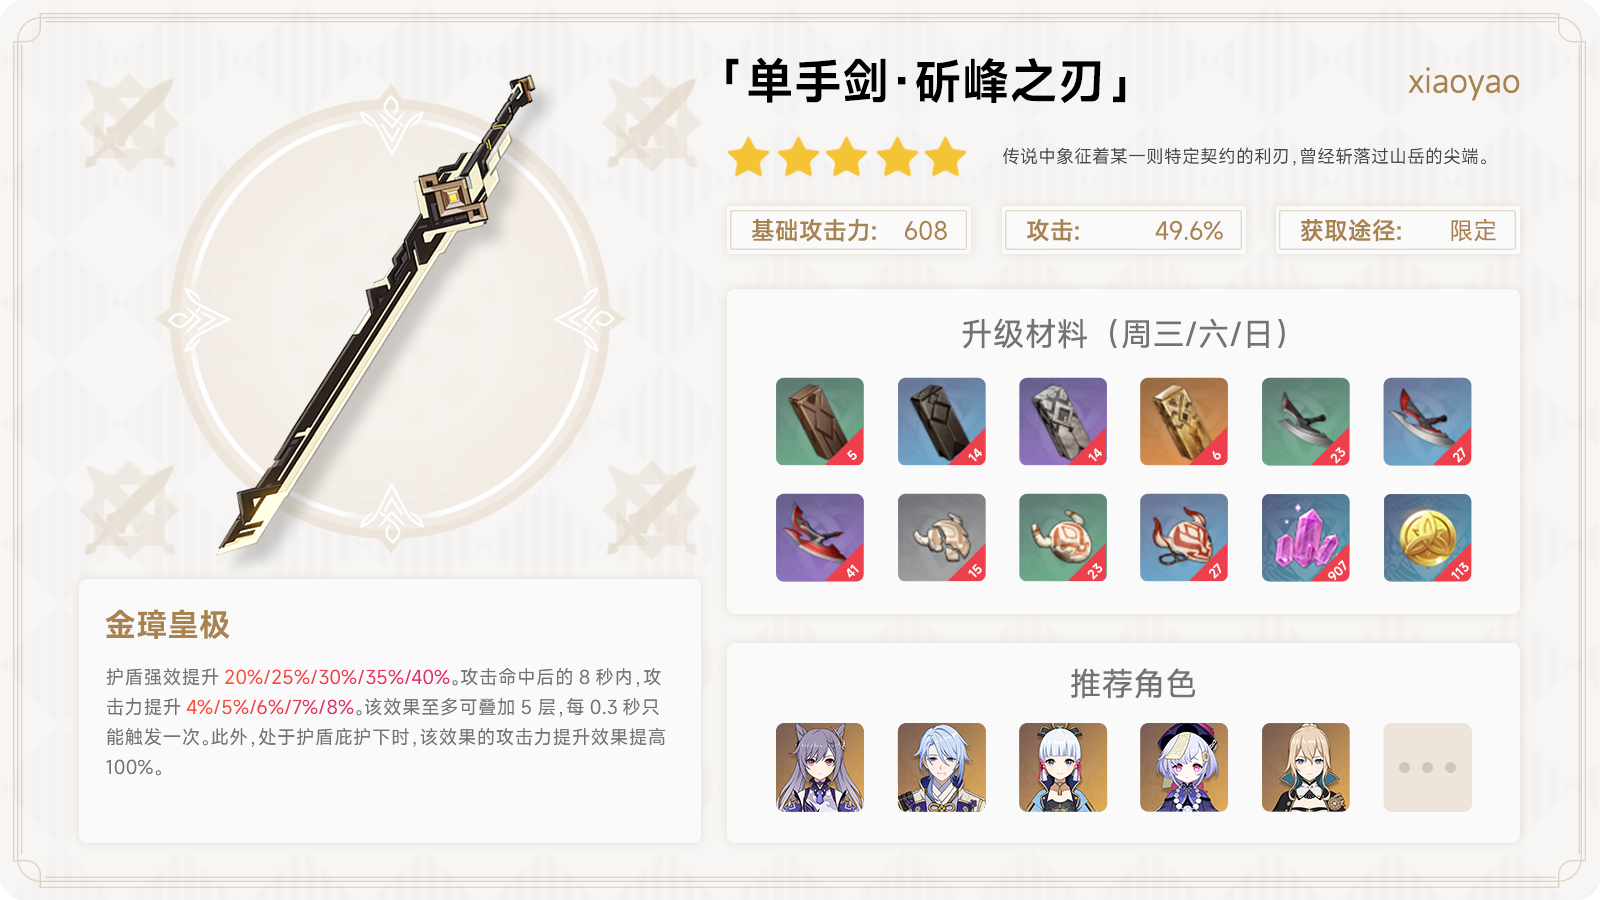 「单手剑·斫峰之刃」
xiaoyao
传说中象征着某一则特定契约的利刃,曾经斩落过山岳的尖端。
基础攻击力: 608
攻击: 49.6%
获取途径: 限定
升级材料（周三/六/日）
5 14 14 6 23 27
41 15 23 27 907 113
金璋皇极
护盾强效提升 20%/25%/30%/35%/40%。攻击命中后的 8 秒内,攻
击力提升 4%/5%/6%/7%/8%。该效果至多可叠加 5 层,每 0.3 秒只
能触发一次。此外,处于护盾庇护下时,该效果的攻击力提升效果提高
100%。
推荐角色